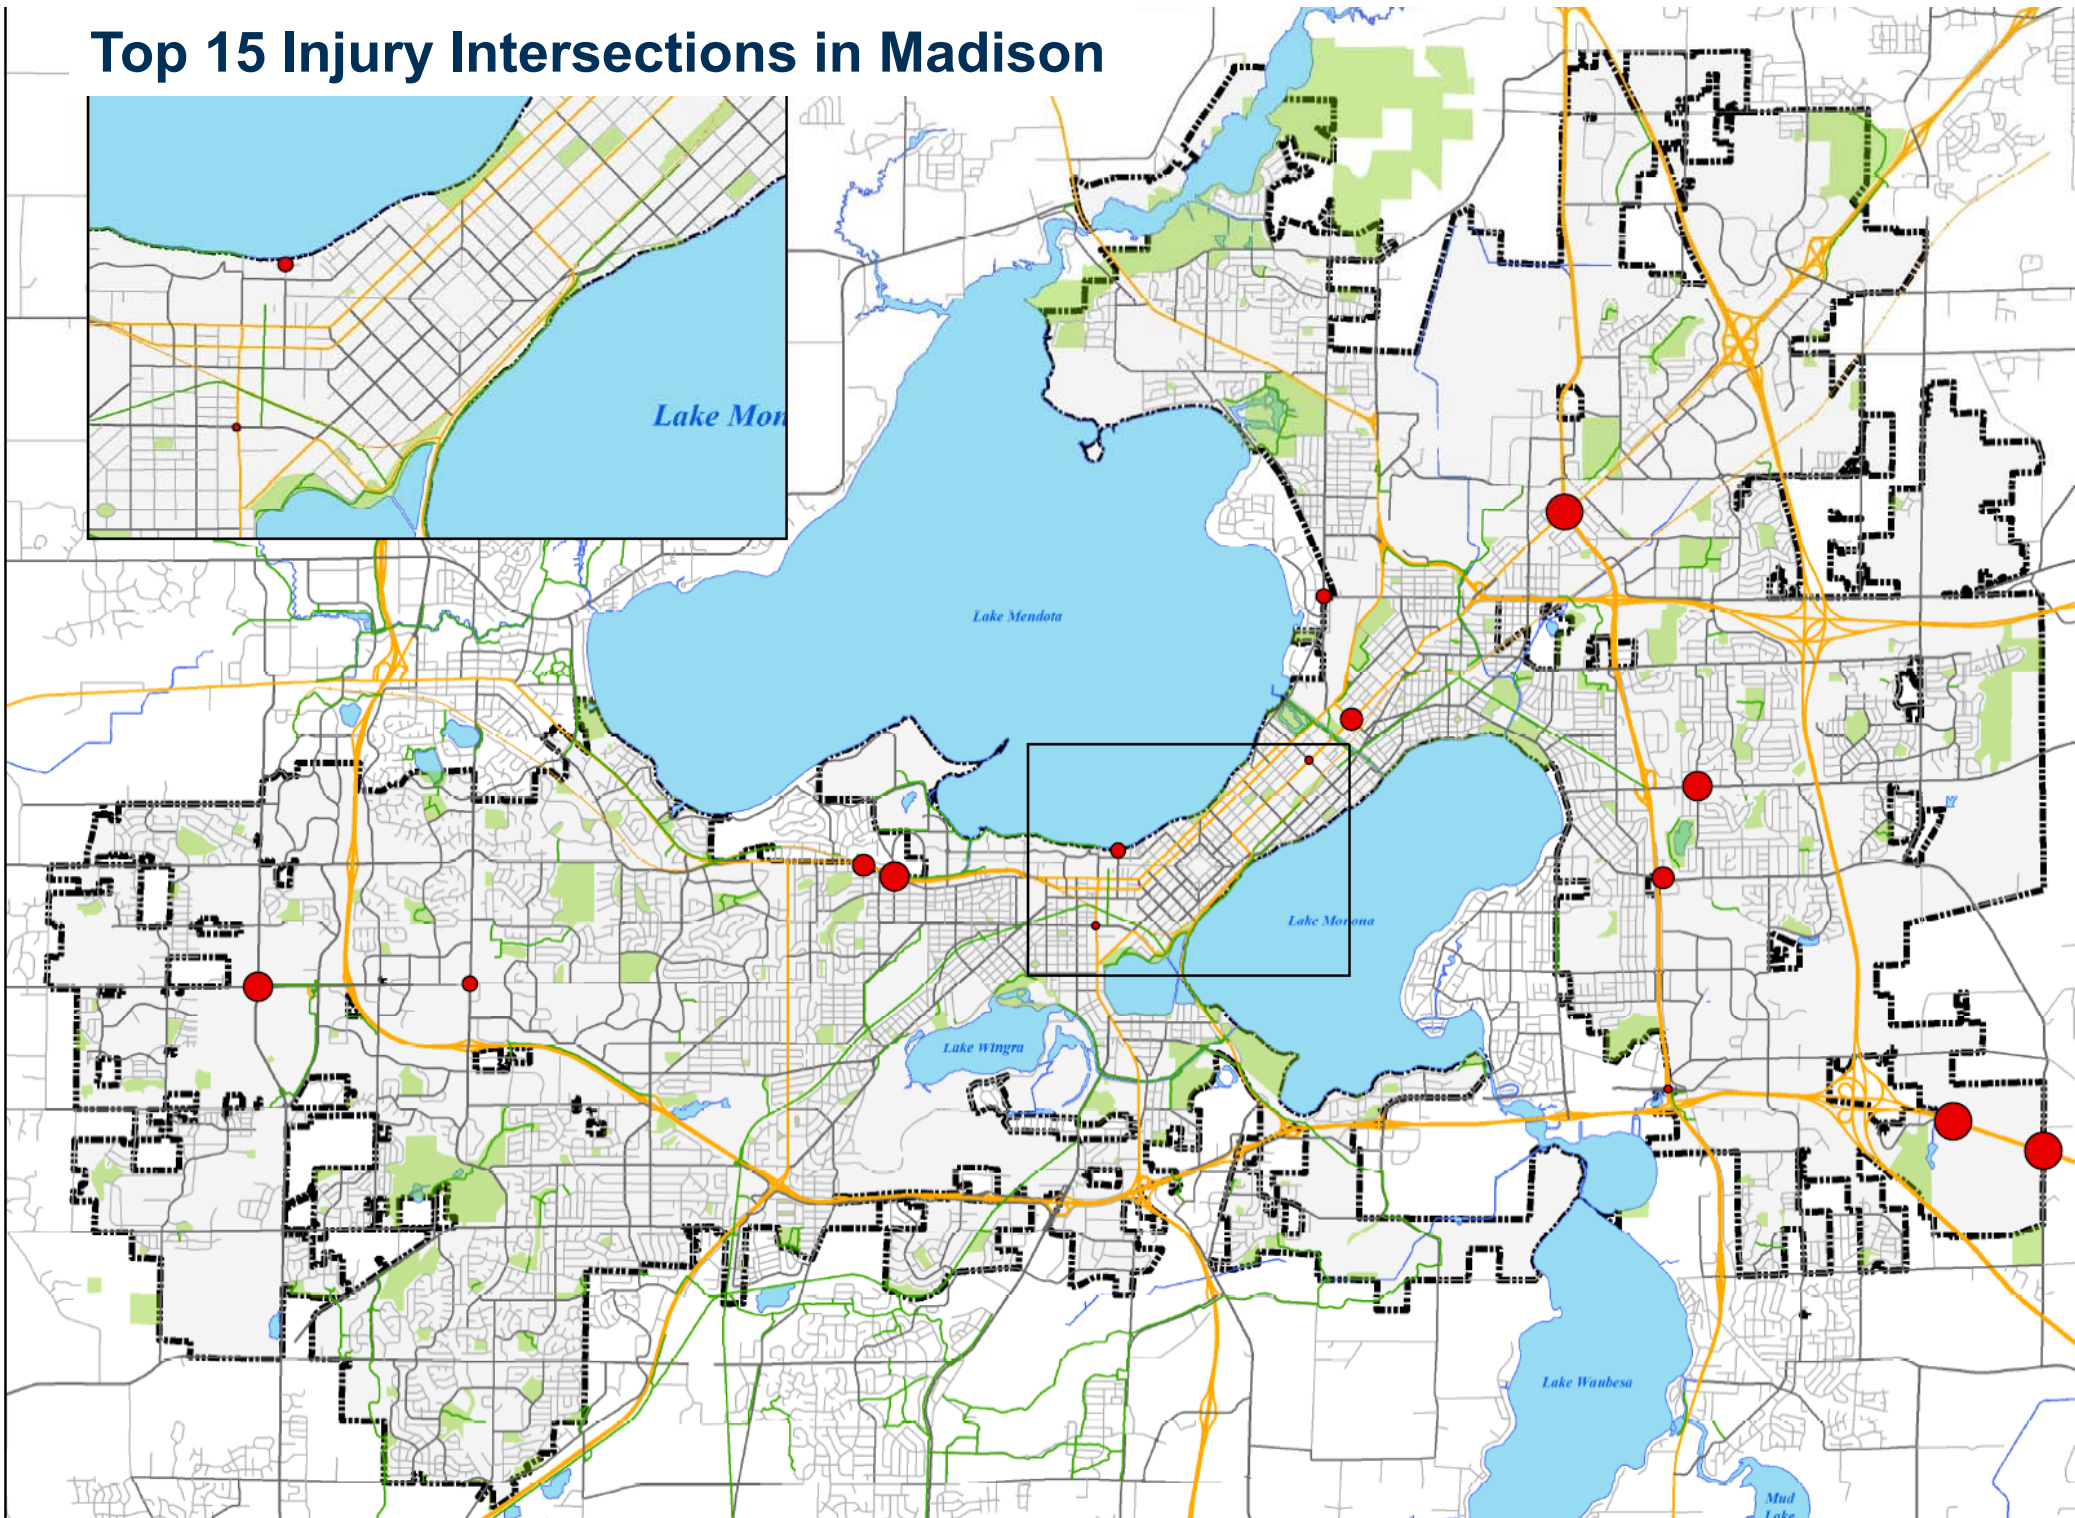 Top 15 Injury Intersections in Madison
Lake Mon
Lake Mendota
Lake Monona
Lake Wingra
Lake Waubesa
Mud
Lake